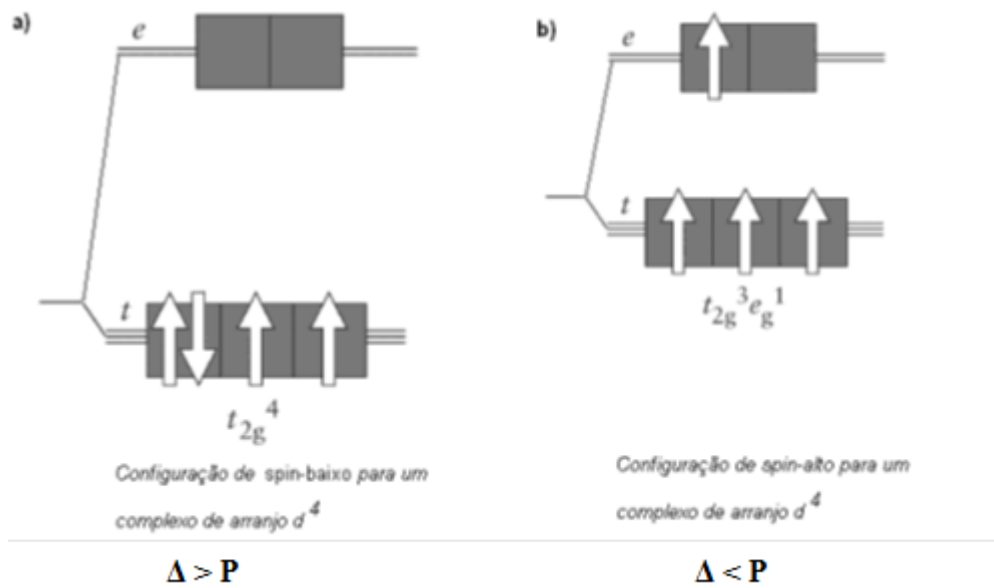 a)
e
t
t₂g⁴
Configuração de spin-baixo para um
complexo de arranjo d⁴
Δ > P
b)
e
t
t₂g³eg¹
Configuração de spin-alto para um
complexo de arranjo d⁴
Δ < P